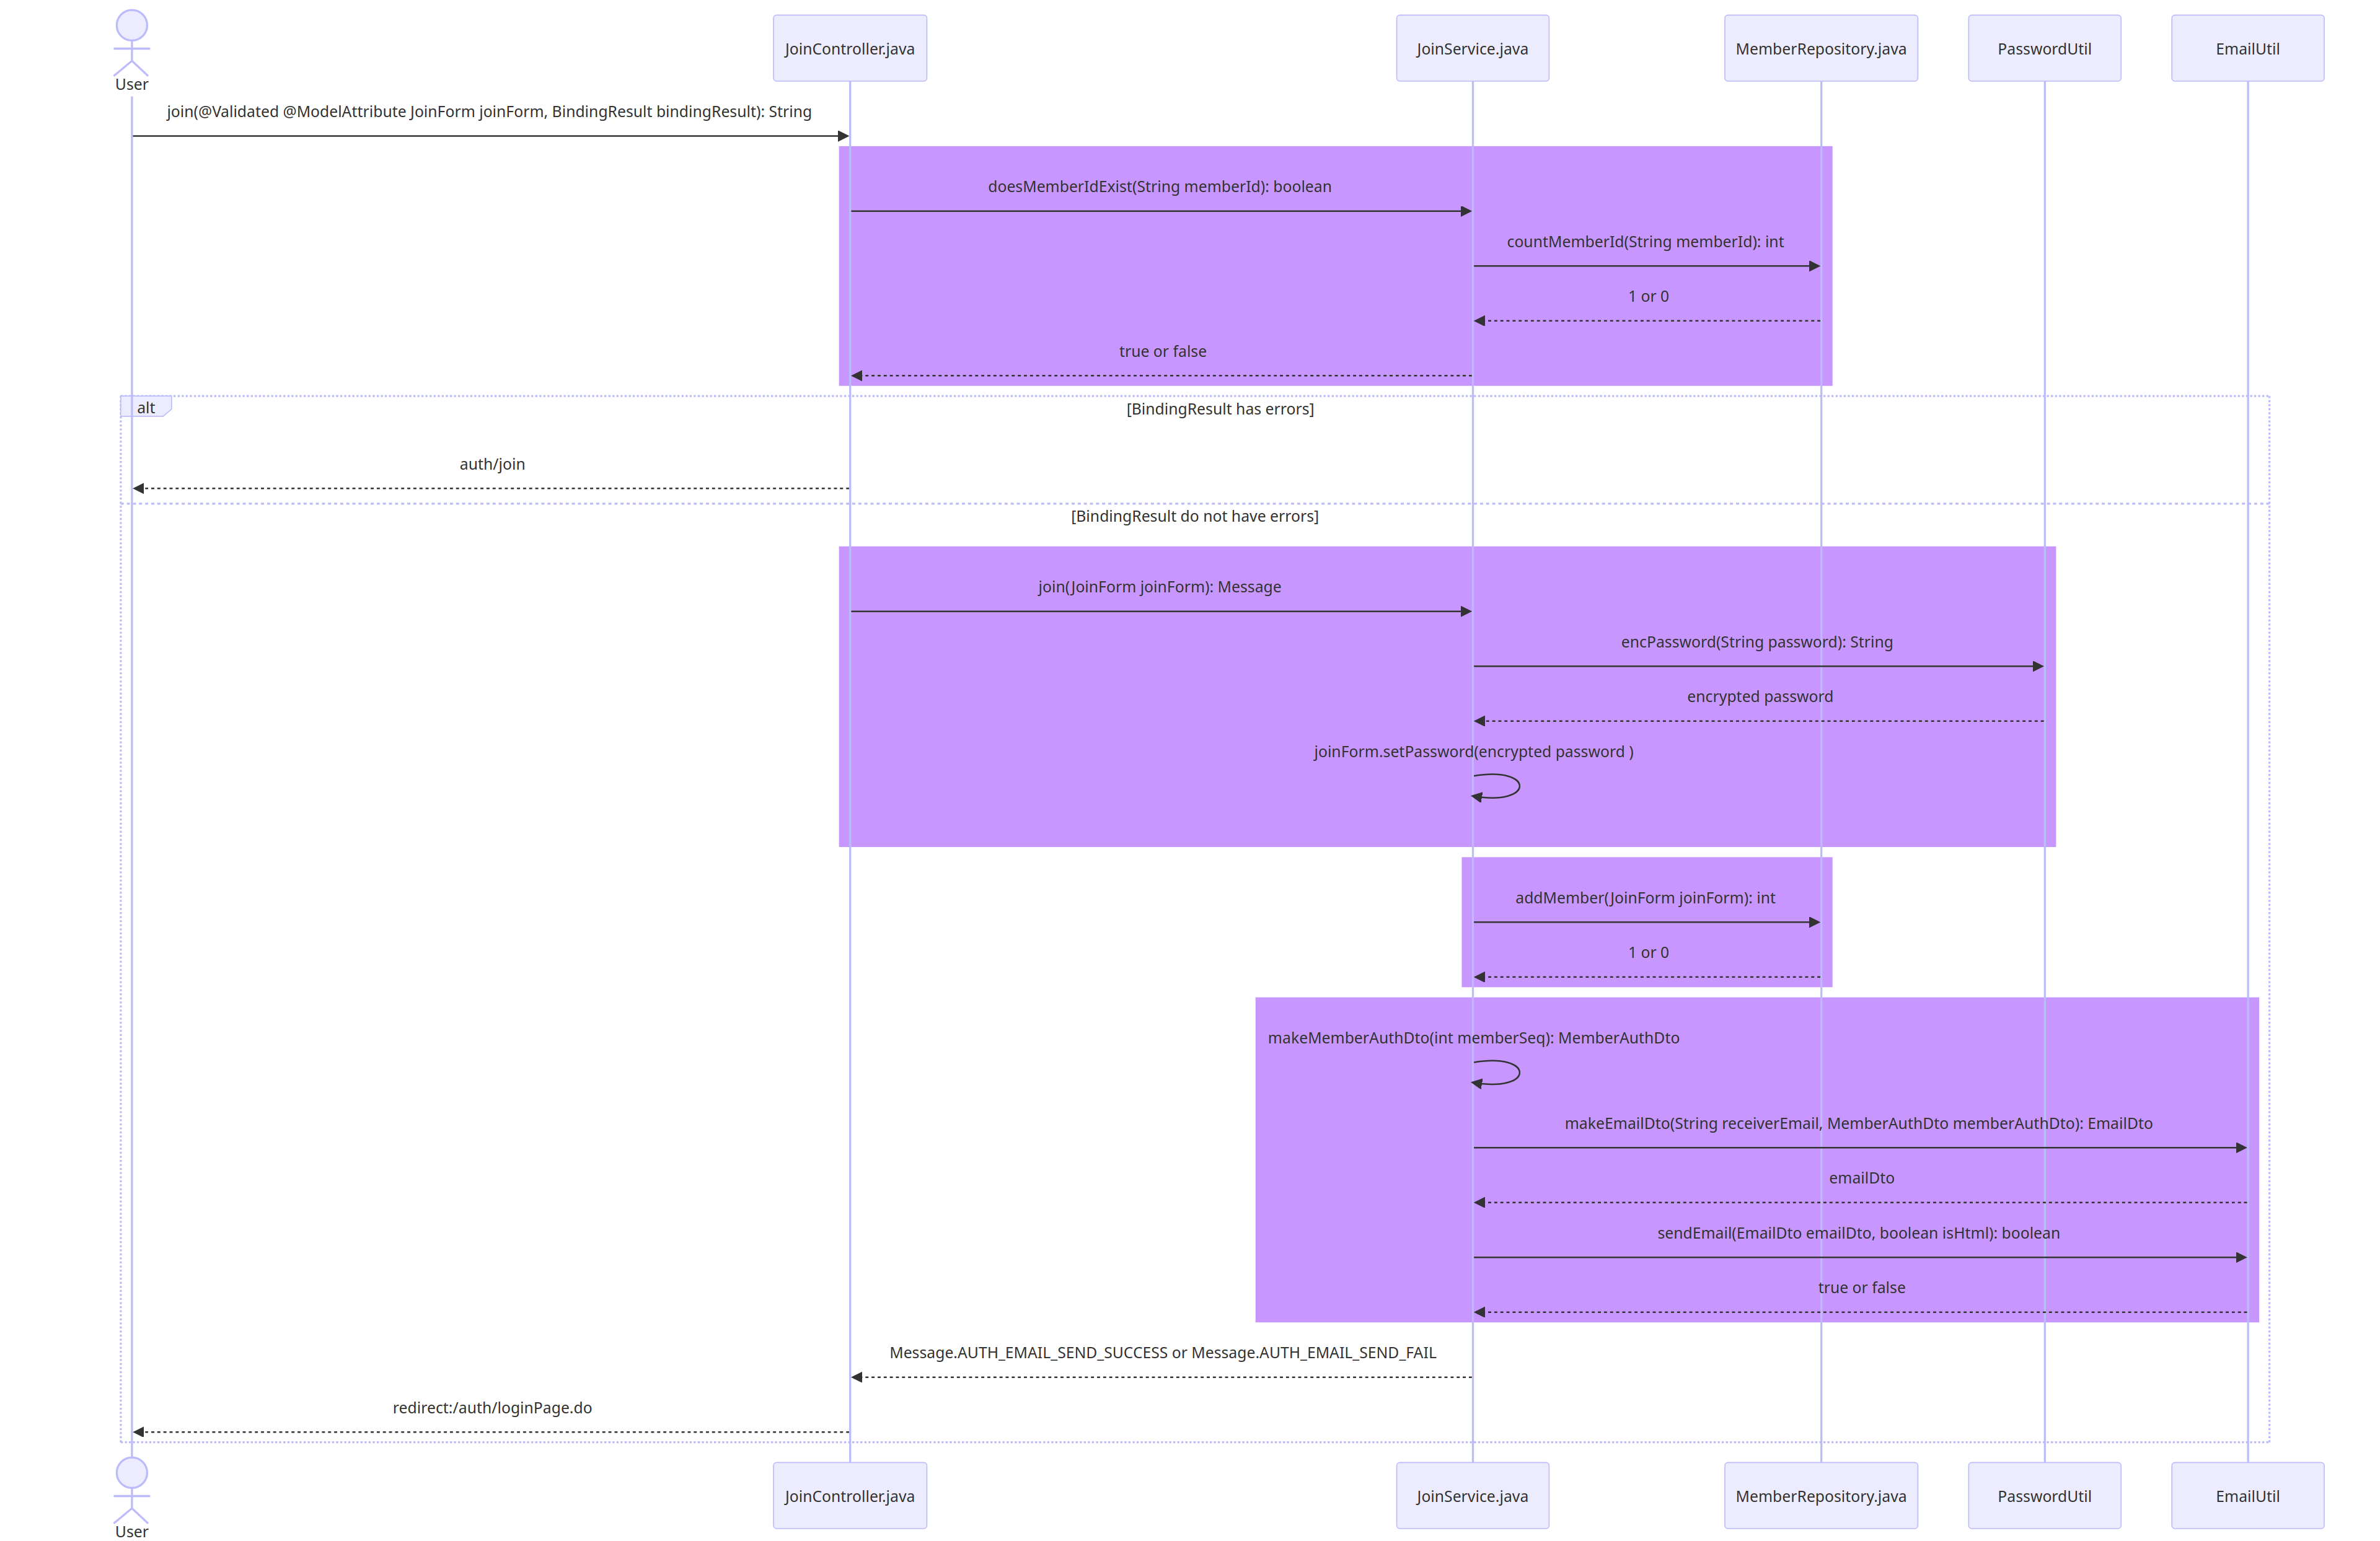 User
JoinController.java
JoinService.java
MemberRepository.java
PasswordUtil
EmailUtil
join(@Validated @ModelAttribute JoinForm joinForm, BindingResult bindingResult): String
doesMemberIdExist(String memberId): boolean
countMemberId(String memberId): int
1 or 0
true or false
alt
[BindingResult has errors]
auth/join
[BindingResult do not have errors]
join(JoinForm joinForm): Message
encPassword(String password): String
encrypted password
joinForm.setPassword(encrypted password )
addMember(JoinForm joinForm): int
1 or 0
makeMemberAuthDto(int memberSeq): MemberAuthDto
makeEmailDto(String receiverEmail, MemberAuthDto memberAuthDto): EmailDto
emailDto
sendEmail(EmailDto emailDto, boolean isHtml): boolean
true or false
Message.AUTH_EMAIL_SEND_SUCCESS or Message.AUTH_EMAIL_SEND_FAIL
redirect:/auth/loginPage.do
User
JoinController.java
JoinService.java
MemberRepository.java
PasswordUtil
EmailUtil